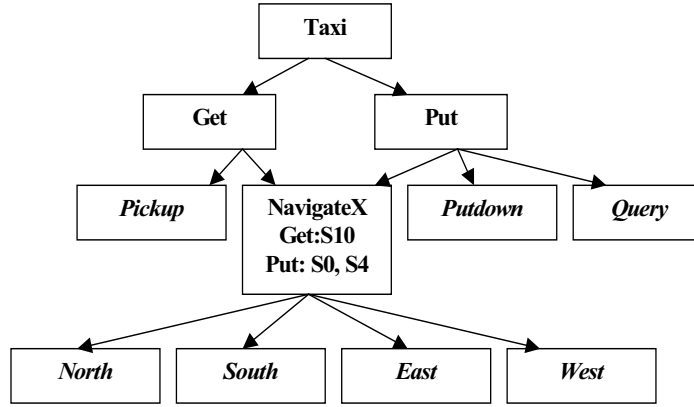 Taxi
Get
Put
Pickup
NavigateX
Get:S10
Put: S0, S4
Putdown
Query
North
South
East
West